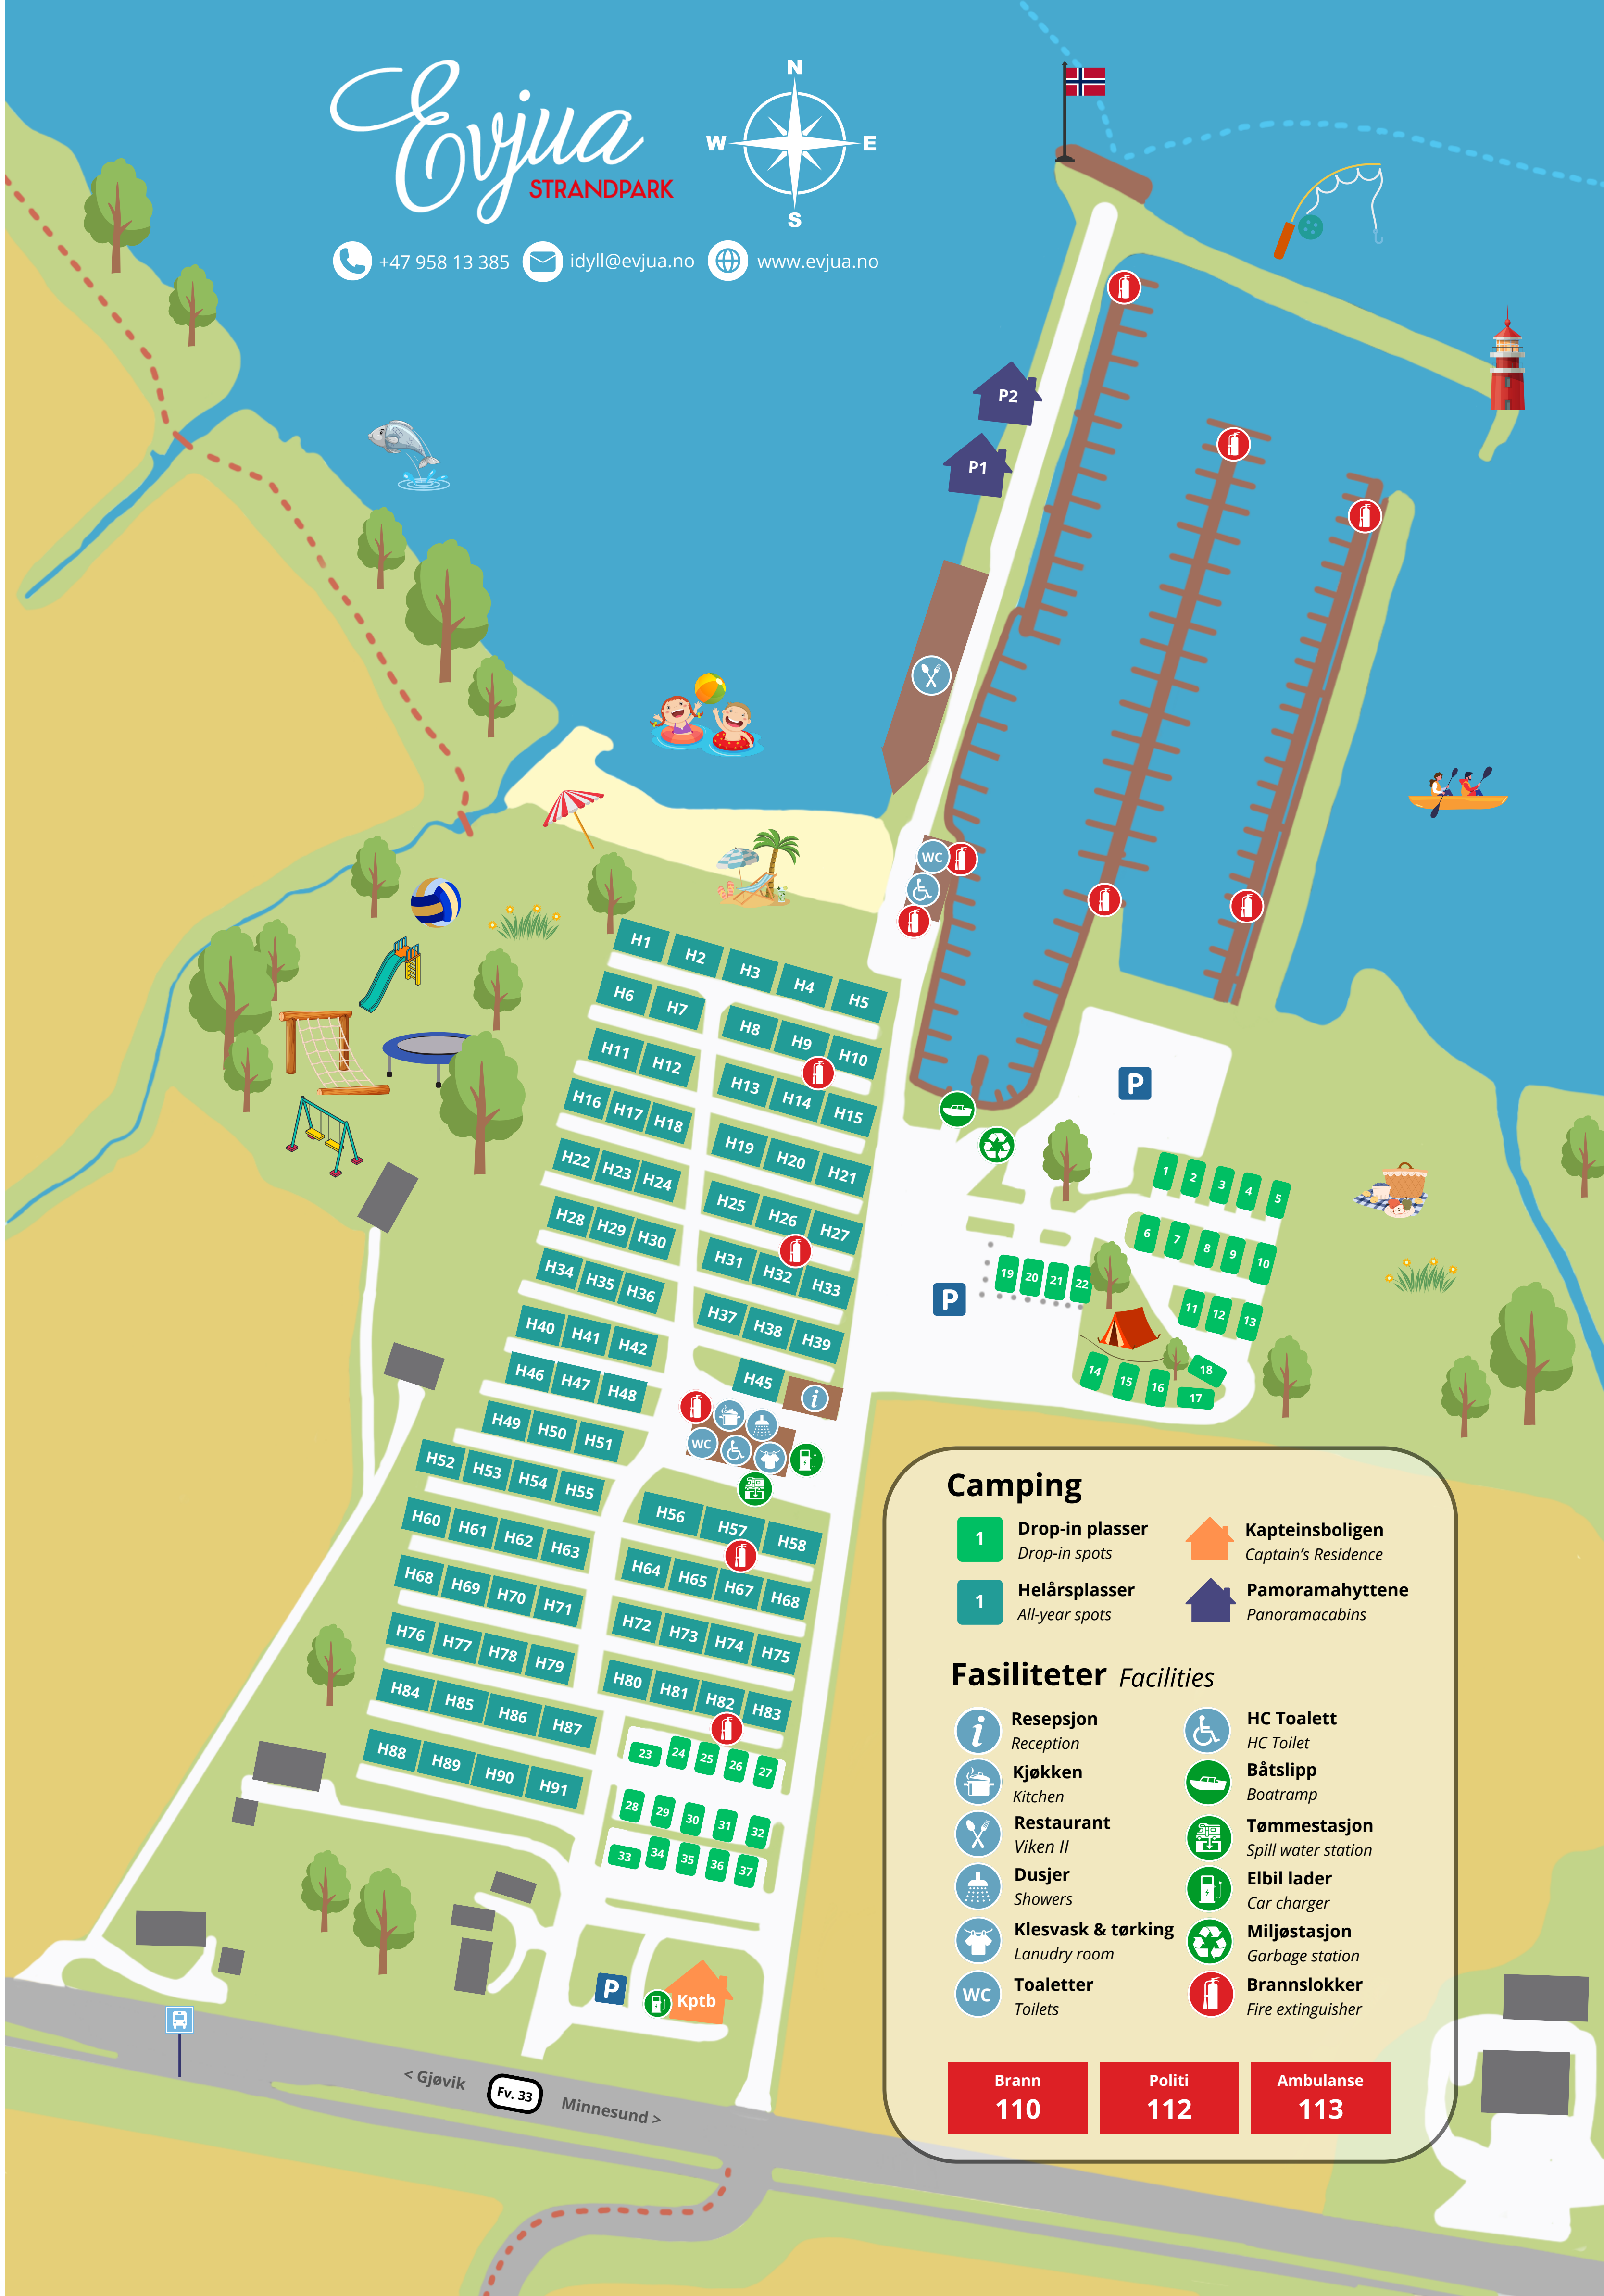 Evjua
STRANDPARK
N
W E
S
+47 958 13 385 idyll@evjua.no www.evjua.no
P2
P1
WC
H1 H2 H3 H4 H5
H6 H7 H8 H9 H10
H11 H12 H13 H14 H15
H16 H17 H18 H19 H20 H21
H22 H23 H24 H25 H26 H27
H28 H29 H30 H31 H32 H33
H34 H35 H36 H37 H38 H39
H40 H41 H42 H45
H46 H47 H48
H49 H50 H51
H52 H53 H54 H55
H56 H57 H58
H60 H61 H62 H63
H64 H65 H67 H68
H68 H69 H70 H71
H72 H73 H74 H75
H76 H77 H78 H79
H80 H81 H82 H83
H84 H85 H86 H87
H88 H89 H90 H91
i
WC
P
1 2 3 4 5
6 7 8 9 10
11 12 13
14 15 16 17 18
19 20 21 22
P
23 24 25 26 27
28 29 30 31 32
33 34 35 36 37
P
Kptb
< Gjøvik Fv. 33 Minnesund >
Camping
1 Drop-in plasser
Drop-in spots
Kapteinsboligen
Captain's Residence
1 Helårsplasser
All-year spots
Pamoramahyttene
Panoramacabins
Fasiliteter Facilities
i Resepsjon
Reception
HC Toalett
HC Toilet
Kjøkken
Kitchen
Båtslipp
Boatramp
Restaurant
Viken II
Tømmestasjon
Spill water station
Dusjer
Showers
Elbil lader
Car charger
Klesvask & tørking
Lanudry room
Miljøstasjon
Garbage station
WC Toaletter
Toilets
Brannslokker
Fire extinguisher
Brann
110
Politi
112
Ambulanse
113